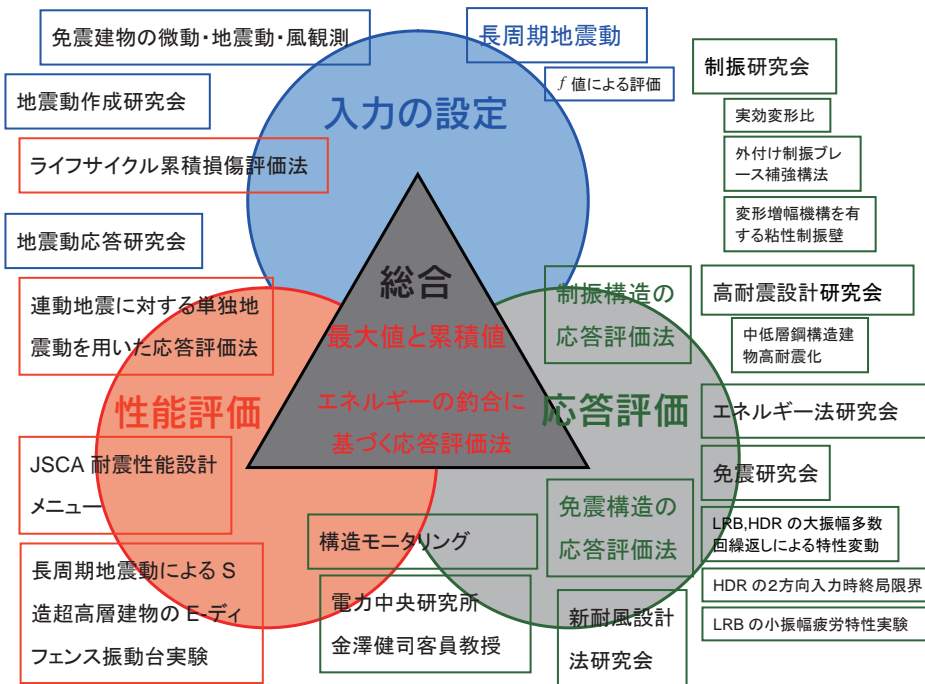 免震建物の微動・地震動・風観測
長周期地震動
f 値による評価
地震動作成研究会
入力の設定
ライフサイクル累積損傷評価法
地震動応答研究会
制振研究会
実効変形比
外付け制振ブレ
ース補強構法
変形増幅機構を有
する粘性制振壁
連動地震に対する単独地
震動を用いた応答評価法
総合
最大値と累積値
エネルギーの釣合に
基づく応答評価法
制振構造の
応答評価法
高耐震設計研究会
中低層鋼構造建
物高耐震化
性能評価
応答評価
エネルギー法研究会
JSCA 耐震性能設計
メニュー
免震構造の
応答評価法
免震研究会
LRB,HDR の大振幅多数
回繰返しによる特性変動
HDR の2方向入力時終局限界
LRB の小振幅疲労特性実験
構造モニタリング
長周期地震動による S
造超高層建物の E-ディ
フェンス振動台実験
電力中央研究所
金澤健司客員教授
新耐風設計
法研究会